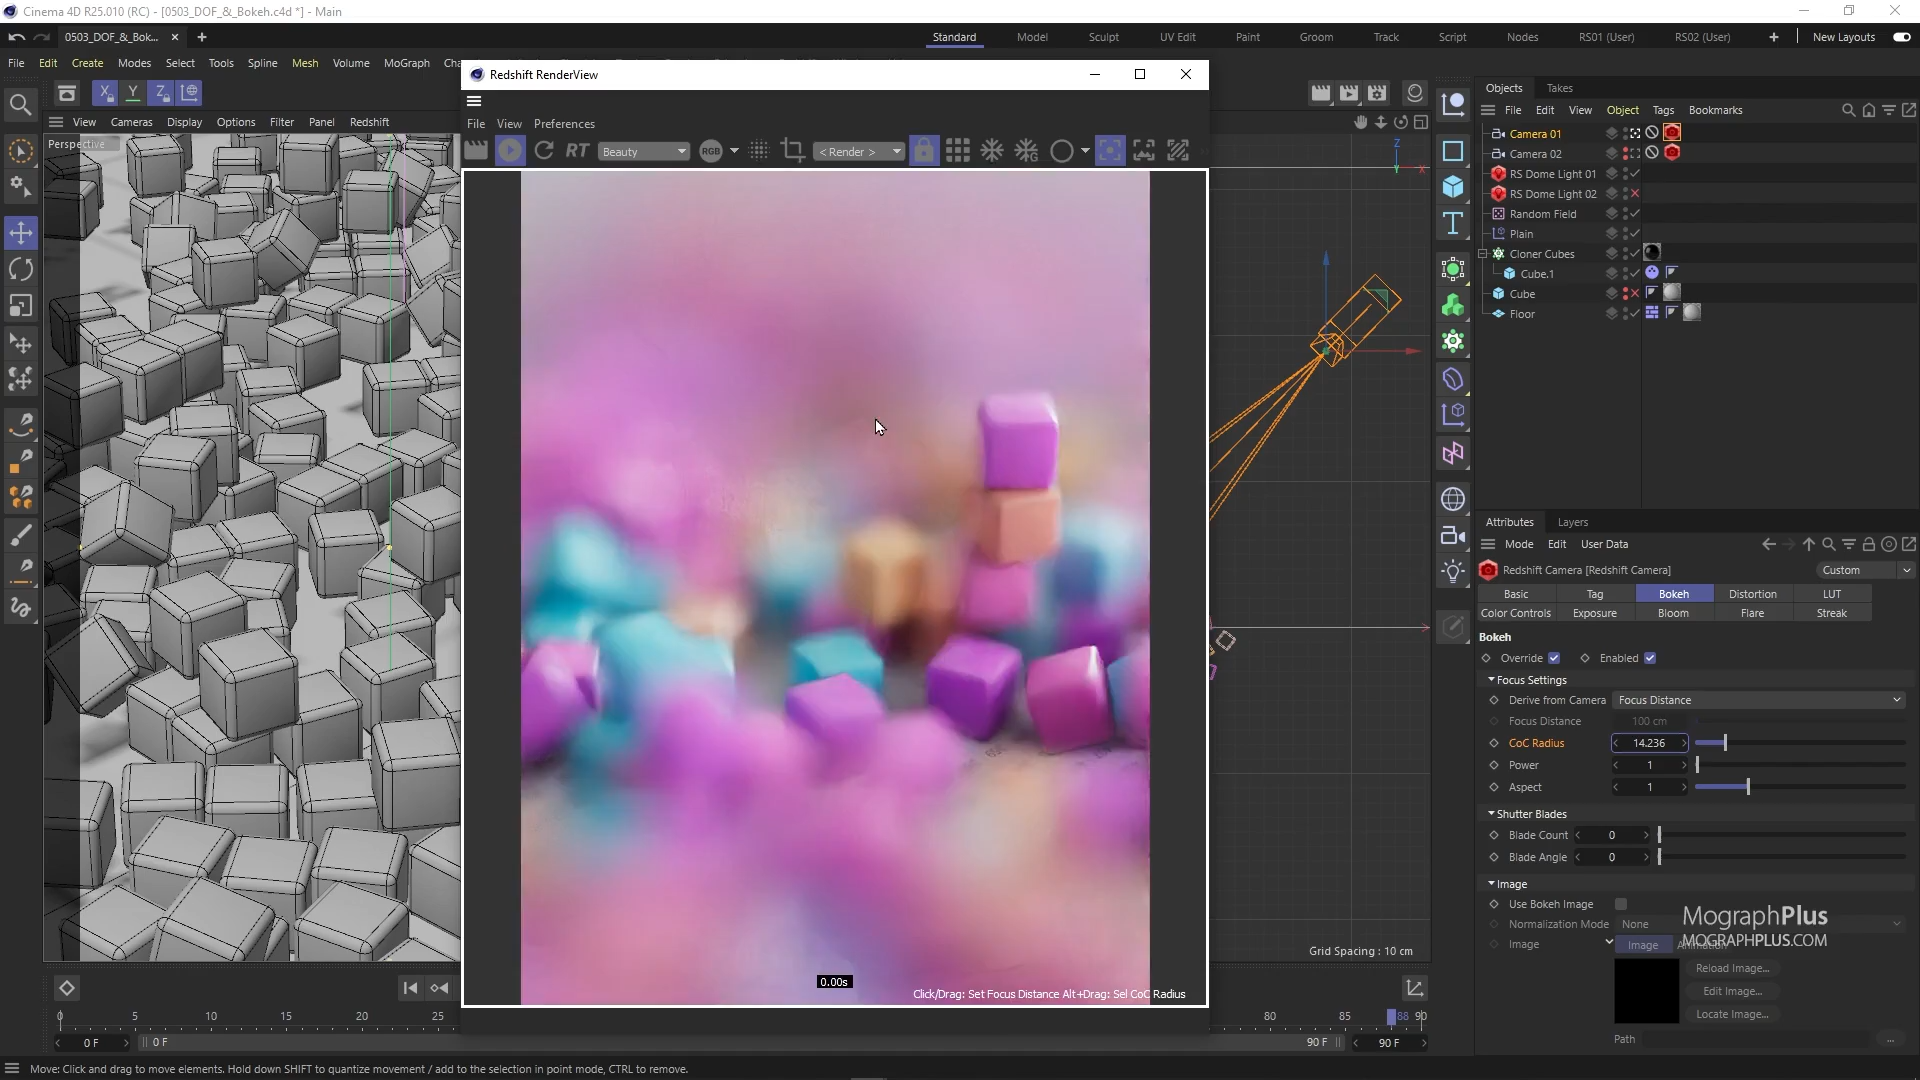 Cinema 4D R25.010 (RC) - [0503_DOF_&_Bokeh.c4d *] - Main
0503_DOF_&_Bok...
Standard Model Sculpt UV Edit Paint Groom Track Script Nodes RS01 (User) RS02 (User) New Layouts
File Edit Create Modes Select Tools Spline Mesh Volume MoGraph Cha
Redshift RenderView
X Y Z
View Cameras Display Options Filter Panel Redshift
Perspective
File View Preferences
RT Beauty RGB < Render >
Z
Y X
Grid Spacing : 10 cm
0.00s
Click/Drag: Set Focus Distance Alt+Drag: Sel CoC Radius
Objects Takes
File Edit View Object Tags Bookmarks
Camera 01
Camera 02
RS Dome Light 01
RS Dome Light 02
Random Field
Plain
Cloner Cubes
Cube.1
Cube
Floor
Attributes Layers
Mode Edit User Data
Redshift Camera [Redshift Camera] Custom
Basic Tag Bokeh Distortion LUT
Color Controls Exposure Bloom Flare Streak
Bokeh
Override Enabled
Focus Settings
Derive from Camera Focus Distance
Focus Distance 100 cm
CoC Radius 14.236
Power 1
Aspect 1
Shutter Blades
Blade Count 0
Blade Angle 0
Image
Use Bokeh Image
Normalization Mode None
Image Image Animation
MographPlus
MOGRAPHPLUS.COM
Reload Image...
Edit Image...
Locate Image...
Path ...
0 5 10 15 20 25 80 85 88 90
0 F 0 F 90 F 90 F
Move: Click and drag to move elements. Hold down SHIFT to quantize movement / add to the selection in point mode, CTRL to remove.